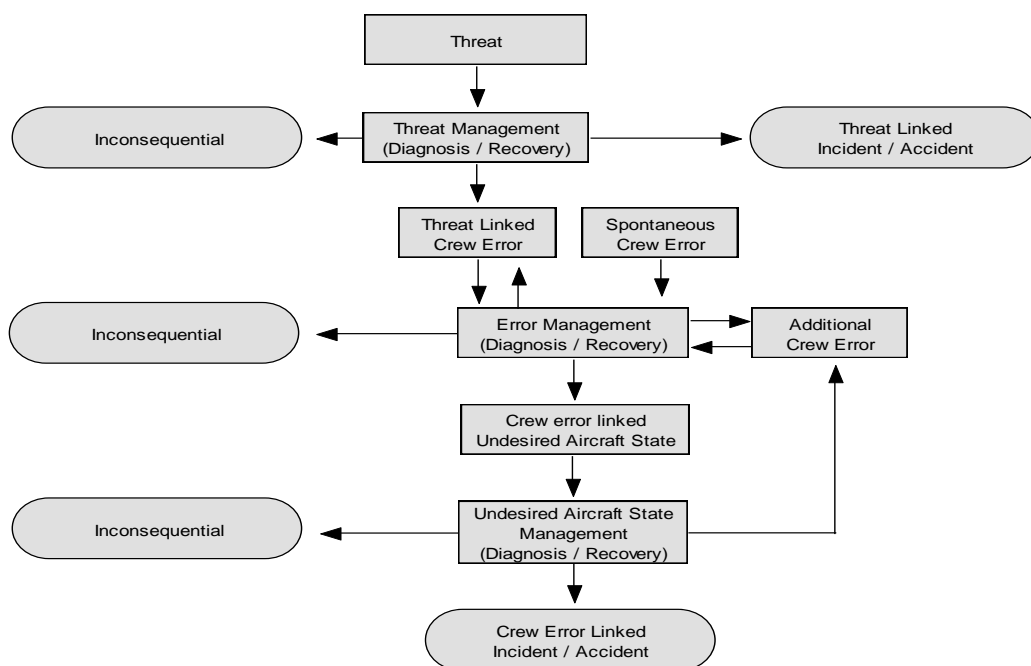 Threat
Inconsequential
Threat Management
(Diagnosis / Recovery)
Threat Linked
Incident / Accident
Threat Linked
Crew Error
Spontaneous
Crew Error
Inconsequential
Error Management
(Diagnosis / Recovery)
Additional
Crew Error
Crew error linked
Undesired Aircraft State
Inconsequential
Undesired Aircraft State
Management
(Diagnosis / Recovery)
Crew Error Linked
Incident / Accident